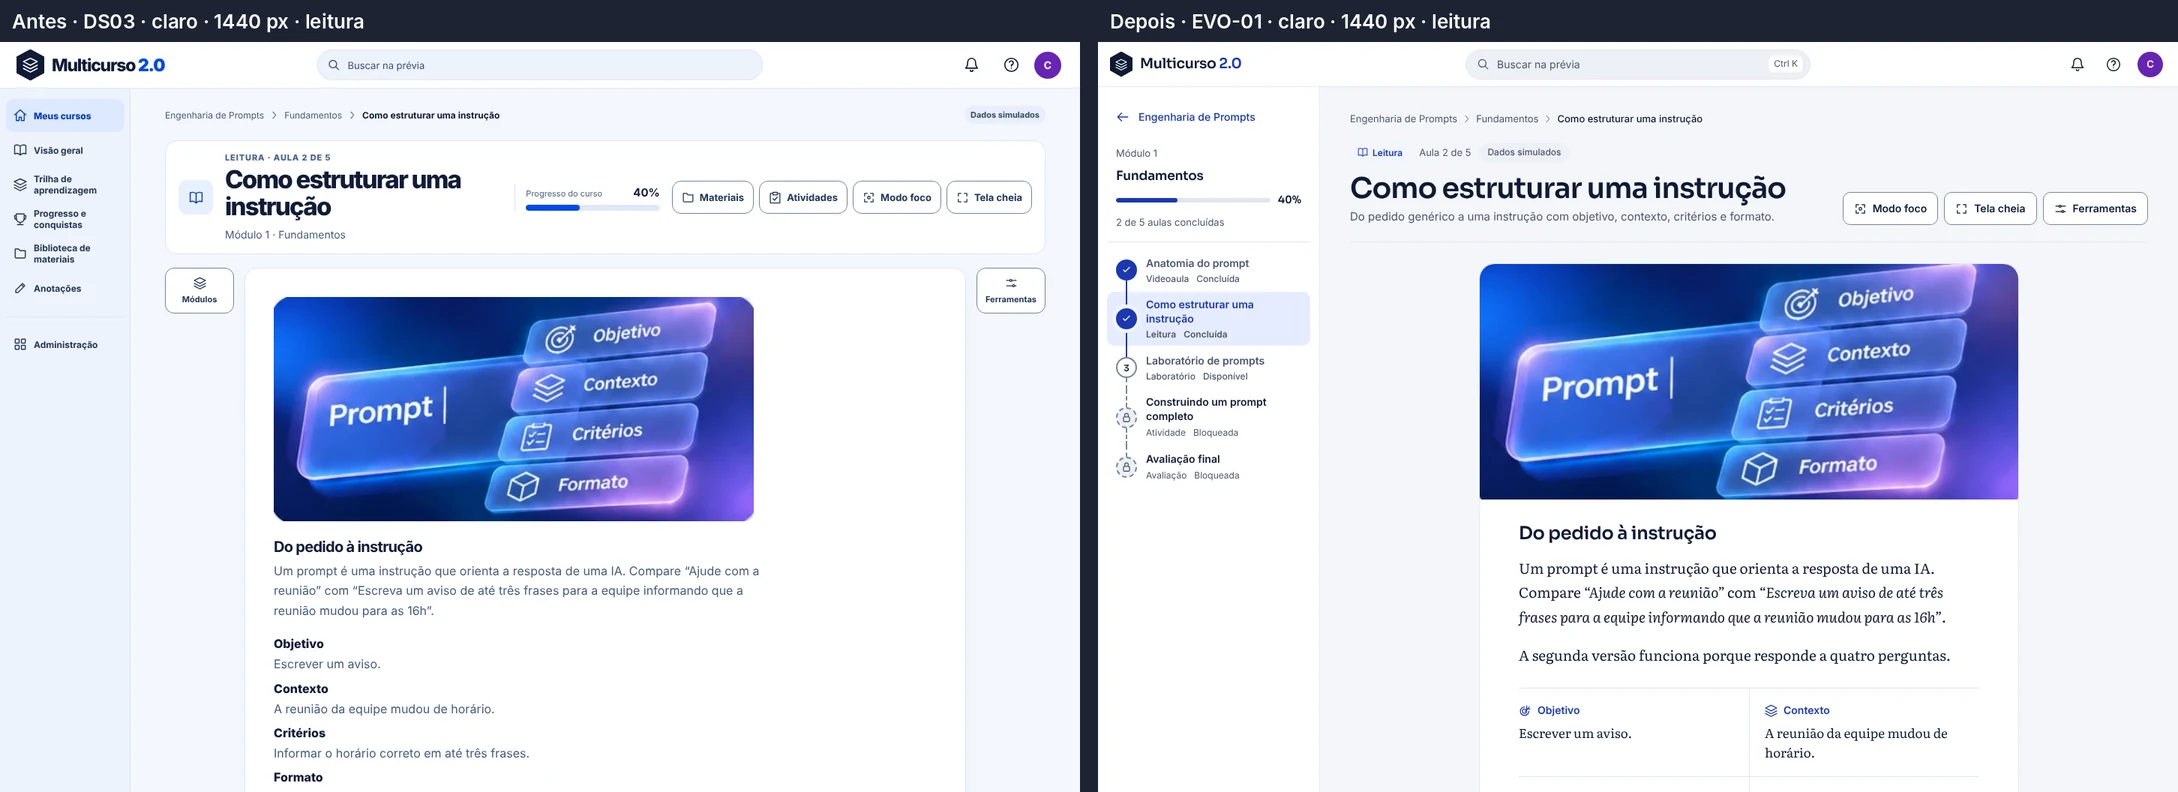 Antes · DS03 · claro · 1440 px · leitura
Multicurso 2.0
Buscar na prévia
C
Meus cursos
Visão geral
Trilha de
aprendizagem
Progresso e
conquistas
Biblioteca de
materiais
Anotações
Administração
Engenharia de Prompts > Fundamentos > Como estruturar uma instrução
Dados simulados
LEITURA · AULA 2 DE 5
Como estruturar uma
instrução
Módulo 1 · Fundamentos
Progresso do curso 40%
Materiais
Atividades
Modo foco
Tela cheia
Módulos
Ferramentas
Prompt |
Objetivo
Contexto
Critérios
Formato
Do pedido à instrução
Um prompt é uma instrução que orienta a resposta de uma IA. Compare “Ajude com a
reunião” com “Escreva um aviso de até três frases para a equipe informando que a
reunião mudou para as 16h”.
Objetivo
Escrever um aviso.
Contexto
A reunião da equipe mudou de horário.
Critérios
Informar o horário correto em até três frases.
Formato
Depois · EVO-01 · claro · 1440 px · leitura
Multicurso 2.0
Buscar na prévia
Ctrl K
C
Engenharia de Prompts
Módulo 1
Fundamentos
40%
2 de 5 aulas concluídas
Anatomia do prompt
Videoaula Concluída
Como estruturar uma
instrução
Leitura Concluída
3
Laboratório de prompts
Laboratório Disponível
Construindo um prompt
completo
Atividade Bloqueada
Avaliação final
Avaliação Bloqueada
Engenharia de Prompts > Fundamentos > Como estruturar uma instrução
Leitura Aula 2 de 5 Dados simulados
Como estruturar uma instrução
Do pedido genérico a uma instrução com objetivo, contexto, critérios e formato.
Modo foco
Tela cheia
Ferramentas
Prompt |
Objetivo
Contexto
Critérios
Formato
Do pedido à instrução
Um prompt é uma instrução que orienta a resposta de uma IA.
Compare “Ajude com a reunião” com “Escreva um aviso de até três
frases para a equipe informando que a reunião mudou para as 16h”.
A segunda versão funciona porque responde a quatro perguntas.
Objetivo
Escrever um aviso.
Contexto
A reunião da equipe mudou de
horário.